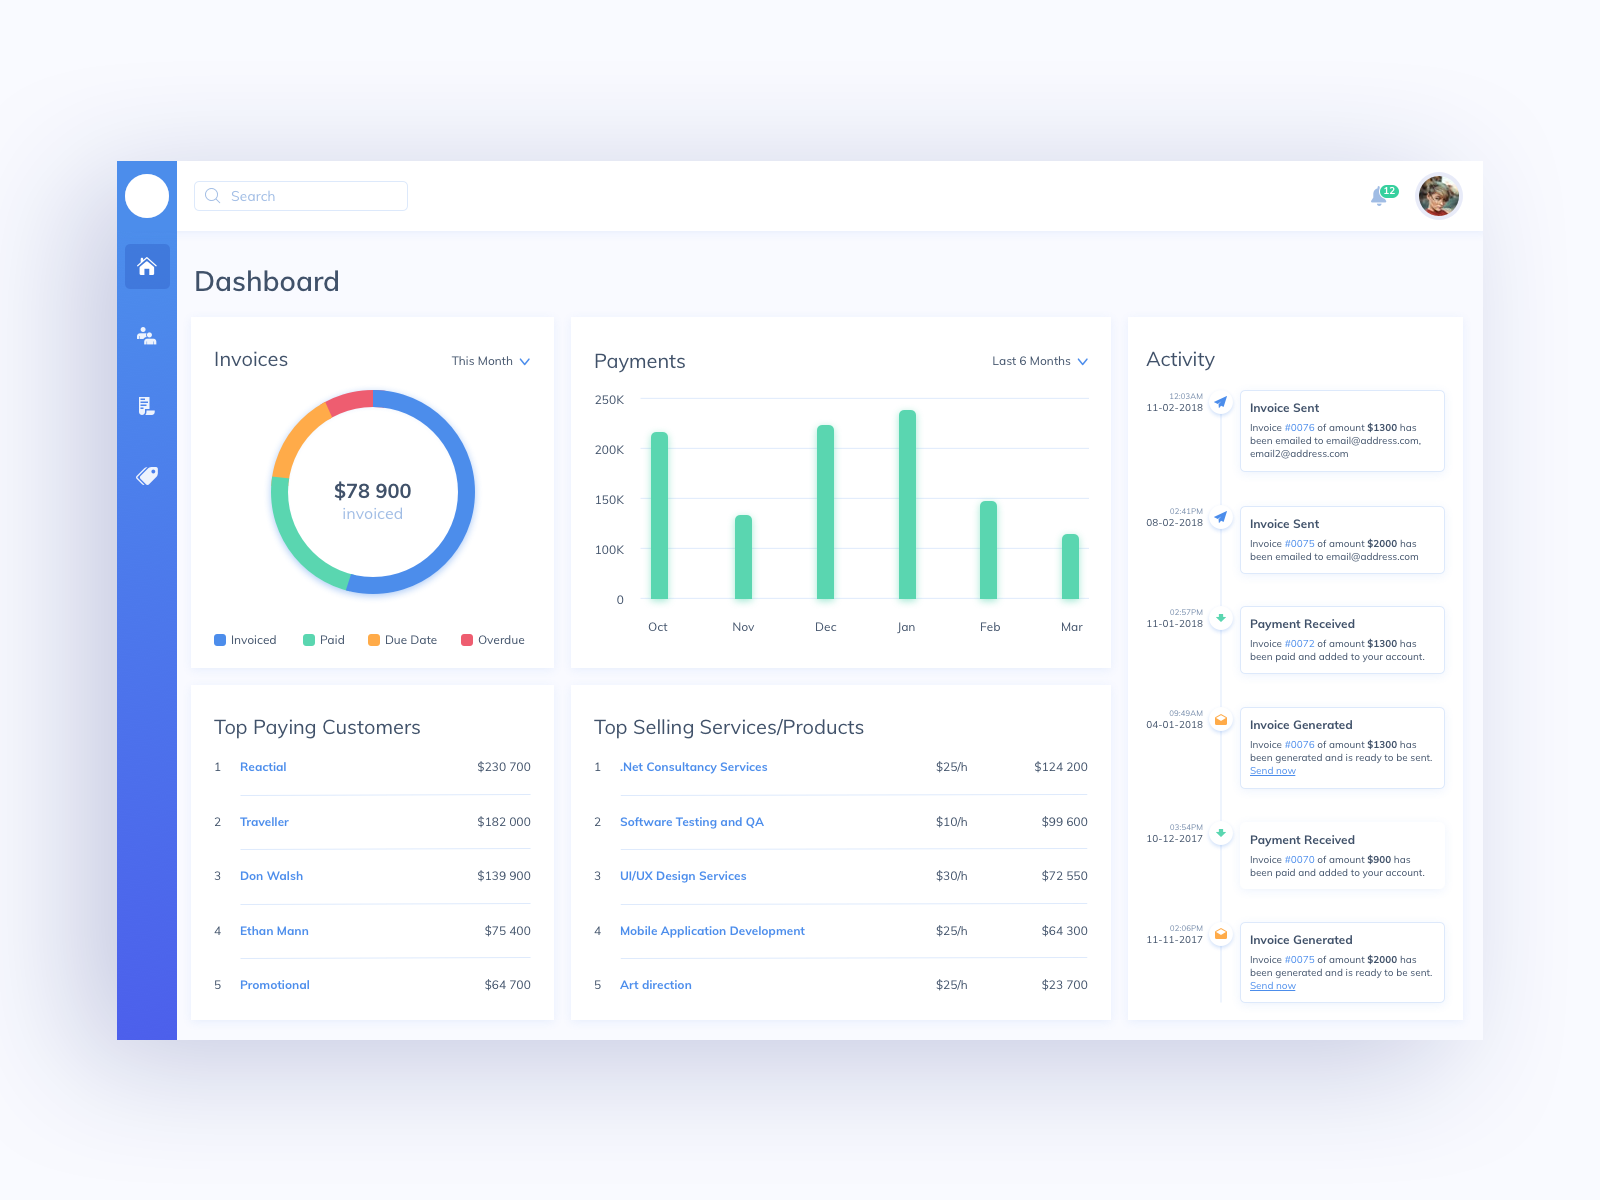 Search
12
Dashboard
Invoices
This Month
$78 900
invoiced
Invoiced
Paid
Due Date
Overdue
Payments
Last 6 Months
250K
200K
150K
100K
0
Oct
Nov
Dec
Jan
Feb
Mar
Top Paying Customers
1 Reactial $230 700
2 Traveller $182 000
3 Don Walsh $139 900
4 Ethan Mann $75 400
5 Promotional $64 700
Top Selling Services/Products
1 .Net Consultancy Services $25/h $124 200
2 Software Testing and QA $10/h $99 600
3 UI/UX Design Services $30/h $72 550
4 Mobile Application Development $25/h $64 300
5 Art direction $25/h $23 700
Activity
12:03AM
11-02-2018
Invoice Sent
Invoice #0076 of amount $1300 has
been emailed to email@address.com,
email2@address.com
02:41PM
08-02-2018
Invoice Sent
Invoice #0075 of amount $2000 has
been emailed to email@address.com
02:57PM
11-01-2018
Payment Received
Invoice #0072 of amount $1300 has
been paid and added to your account.
09:49AM
04-01-2018
Invoice Generated
Invoice #0076 of amount $1300 has
been generated and is ready to be sent.
Send now
03:54PM
10-12-2017
Payment Received
Invoice #0070 of amount $900 has
been paid and added to your account.
02:06PM
11-11-2017
Invoice Generated
Invoice #0075 of amount $2000 has
been generated and is ready to be sent.
Send now